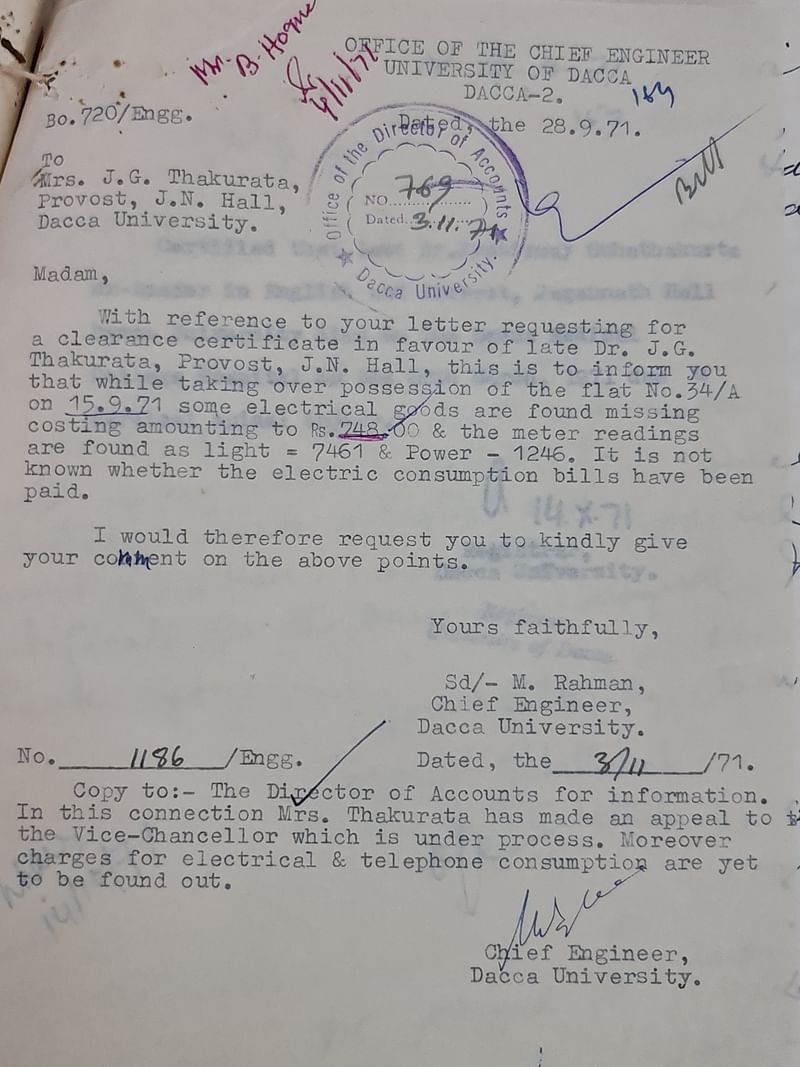 Mr. B. Hoque
4/11/71
OFFICE OF THE CHIEF ENGINEER
UNIVERSITY OF DACCA
DACCA-2.
164
Bo.720/Engg.
Dated, the 28.9.71.
Office of the Director of Accounts
NO. 769
Dated. 3.11.71
Dacca University.
Bill
To
Mrs. J.G. Thakurata,
Provost, J.N. Hall,
Dacca University.
Madam,
With reference to your letter requesting for
a clearance certificate in favour of late Dr. J.G.
Thakurata, Provost, J.N. Hall, this is to inform you
that while taking over possession of the flat No.34/A
on 15.9.71 some electrical goods are found missing
costing amounting to Rs.748.00 & the meter readings
are found as light = 7461 & Power - 1246. It is not
known whether the electric consumption bills have been
paid.
I would therefore request you to kindly give
your comment on the above points.
Yours faithfully,
Sd/- M. Rahman,
Chief Engineer,
Dacca University.
No. 1186 /Engg.
Dated, the 3/11 /71.
Copy to:- The Director of Accounts for information.
In this connection Mrs. Thakurata has made an appeal to
the Vice-Chancellor which is under process. Moreover
charges for electrical & telephone consumption are yet
to be found out.
Chief Engineer,
Dacca University.